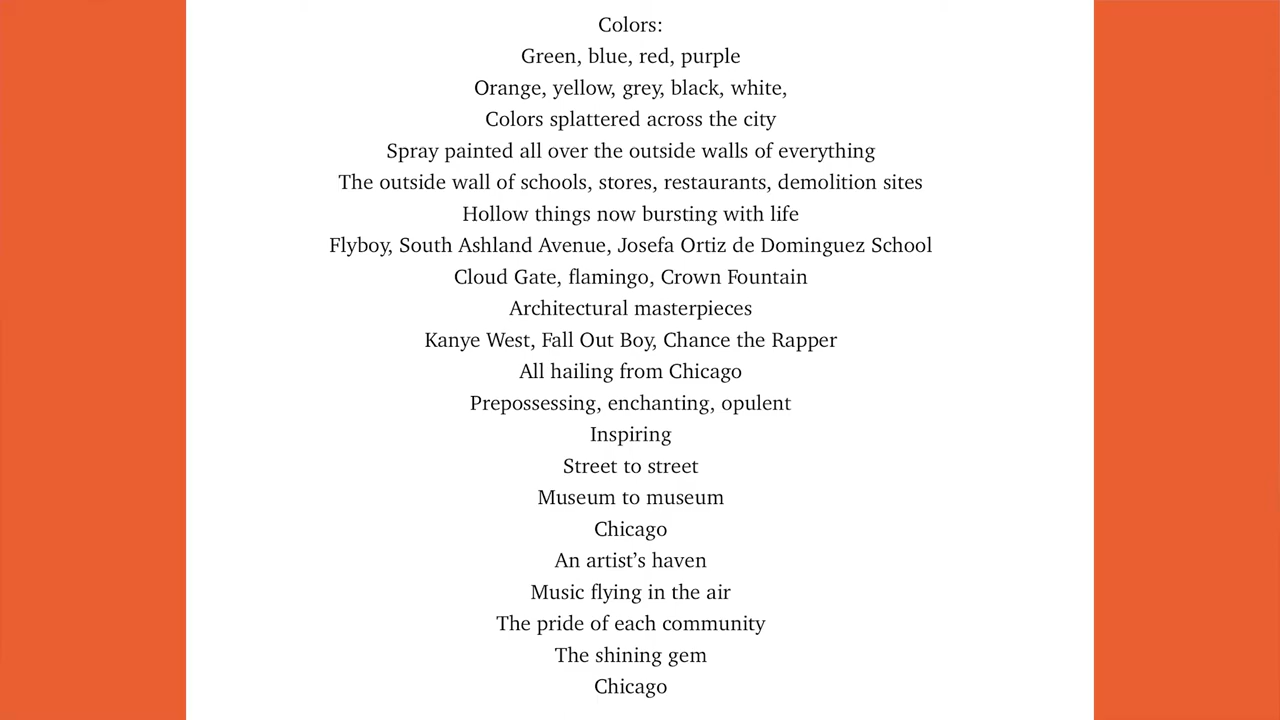 Colors:
Green, blue, red, purple
Orange, yellow, grey, black, white,
Colors splattered across the city
Spray painted all over the outside walls of everything
The outside wall of schools, stores, restaurants, demolition sites
Hollow things now bursting with life
Flyboy, South Ashland Avenue, Josefa Ortiz de Dominguez School
Cloud Gate, flamingo, Crown Fountain
Architectural masterpieces
Kanye West, Fall Out Boy, Chance the Rapper
All hailing from Chicago
Prepossessing, enchanting, opulent
Inspiring
Street to street
Museum to museum
Chicago
An artist’s haven
Music flying in the air
The pride of each community
The shining gem
Chicago